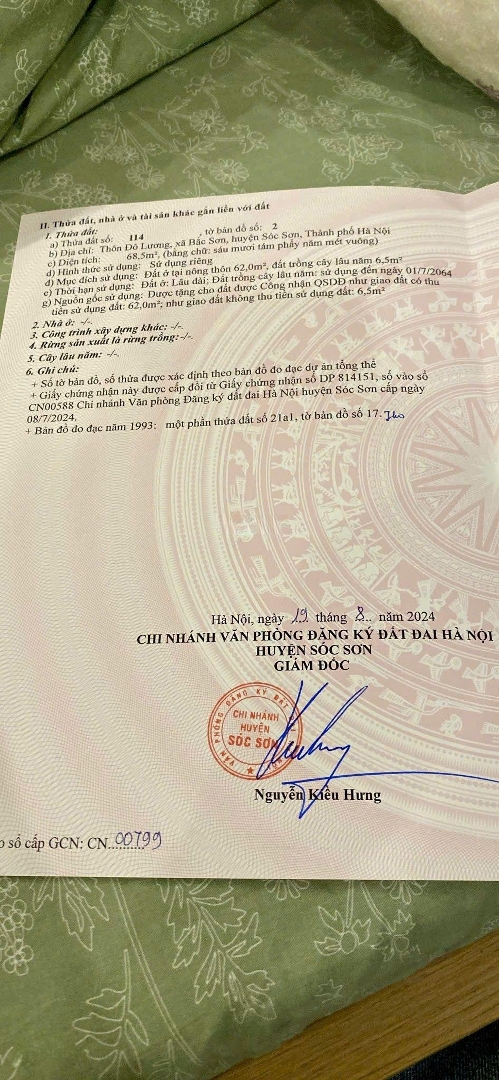 II. Thửa đất, nhà ở và tài sản khác gắn liền với đất
1. Thửa đất:
a) Thửa đất số: 114 , tờ bản đồ số: 2
b) Địa chỉ: Thôn Đô Lương, xã Bắc Sơn, huyện Sóc Sơn, Thành phố Hà Nội
c) Diện tích: 68,5m², (bằng chữ: sáu mươi tám phẩy năm mét vuông)
d) Hình thức sử dụng: Sử dụng riêng
đ) Mục đích sử dụng: Đất ở tại nông thôn 62,0m², đất trồng cây lâu năm 6,5m²
e) Thời hạn sử dụng: Đất ở: Lâu dài; Đất trồng cây lâu năm: sử dụng đến ngày 01/7/2064
g) Nguồn gốc sử dụng: Được tặng cho đất được Công nhận QSDĐ như giao đất có thu
tiền sử dụng đất: 62,0m²; như giao đất không thu tiền sử dụng đất: 6,5m²
2. Nhà ở: -/-.
3. Công trình xây dựng khác: -/-.
4. Rừng sản xuất là rừng trồng:-/-.
5. Cây lâu năm: -/-.
6. Ghi chú:
+ Số tờ bản đồ, số thửa được xác định theo bản đồ đo đạc dự án tổng thể
+ Giấy chứng nhận này được cấp đổi từ Giấy chứng nhận số DP 814151, số vào sổ
CN00588 Chi nhánh Văn phòng Đăng ký đất đai Hà Nội huyện Sóc Sơn cấp ngày
08/7/2024.
+ Bản đồ đo đạc năm 1993: một phần thửa đất số 21a1, tờ bản đồ số 17.
Hà Nội, ngày 19 tháng 8.. năm 2024
CHI NHÁNH VĂN PHÒNG ĐĂNG KÝ ĐẤT ĐAI HÀ NỘI
HUYỆN SÓC SƠN
GIÁM ĐỐC
VĂN PHÒNG ĐĂNG KÝ ĐẤT
CHI NHÁNH
HUYỆN
SÓC SƠN
Nguyễn Kiều Hưng
o sổ cấp GCN: CN..00799